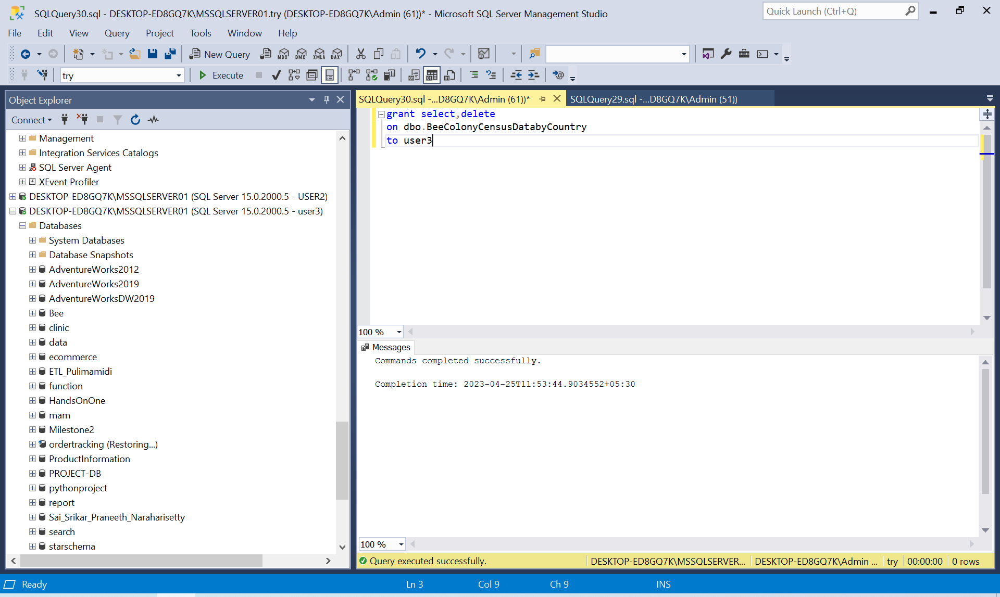 SQLQuery30.sql - DESKTOP-ED8GQ7K\MSSQLSERVER01.try (DESKTOP-ED8GQ7K\Admin (61))* - Microsoft SQL Server Management Studio
Quick Launch (Ctrl+Q)
File Edit View Query Project Tools Window Help
New Query MDX DMX XMLA DAX
try Execute
Object Explorer
Connect
Management
Integration Services Catalogs
SQL Server Agent
XEvent Profiler
DESKTOP-ED8GQ7K\MSSQLSERVER01 (SQL Server 15.0.2000.5 - USER2)
DESKTOP-ED8GQ7K\MSSQLSERVER01 (SQL Server 15.0.2000.5 - user3)
Databases
System Databases
Database Snapshots
AdventureWorks2012
AdventureWorks2019
AdventureWorksDW2019
Bee
clinic
data
ecommerce
ETL_Pulimamidi
function
HandsOnOne
mam
Milestone2
ordertracking (Restoring...)
ProductInformation
PROJECT-DB
pythonproject
report
Sai_Srikar_Praneeth_Naraharisetty
search
starschema
SQLQuery30.sql -...D8GQ7K\Admin (61))* SQLQuery29.sql -...D8GQ7K\Admin (51))
grant select,delete
on dbo.BeeColonyCensusDatabyCountry
to user3
100 %
Messages
Commands completed successfully.
Completion time: 2023-04-25T11:53:44.9034552+05:30
100 %
Query executed successfully. DESKTOP-ED8GQ7K\MSSQLSERVER... DESKTOP-ED8GQ7K\Admin ... try 00:00:00 0 rows
Ready Ln 3 Col 9 Ch 9 INS